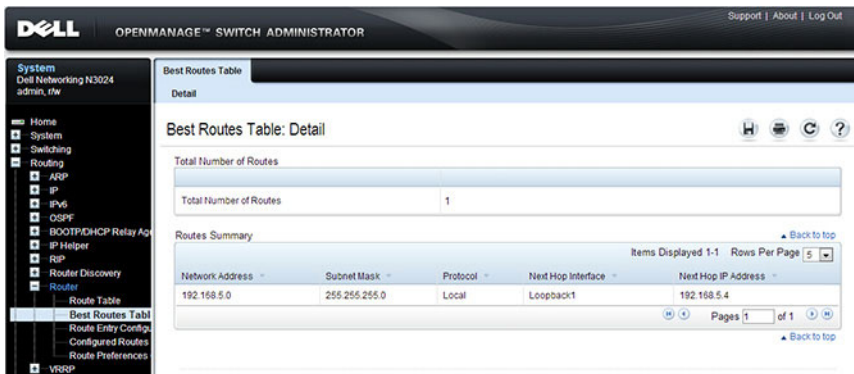 Support | About | Log Out
DELL OPENMANAGE™ SWITCH ADMINISTRATOR
System
Dell Networking N3024
admin, r/w
Home
System
Switching
Routing
ARP
IP
IPv6
OSPF
BOOTP/DHCP Relay Age
IP Helper
RIP
Router Discovery
Router
Route Table
Best Routes Tabl
Route Entry Configu
Configured Routes
Route Preferences
VRRP
Best Routes Table
Detail
Best Routes Table: Detail
Total Number of Routes
Total Number of Routes 1
Routes Summary
Back to top
Items Displayed 1-1 Rows Per Page 5
Network Address Subnet Mask Protocol Next Hop Interface Next Hop IP Address
192.168.5.0 255.255.255.0 Local Loopback1 192.168.5.4
Pages 1 of 1
Back to top